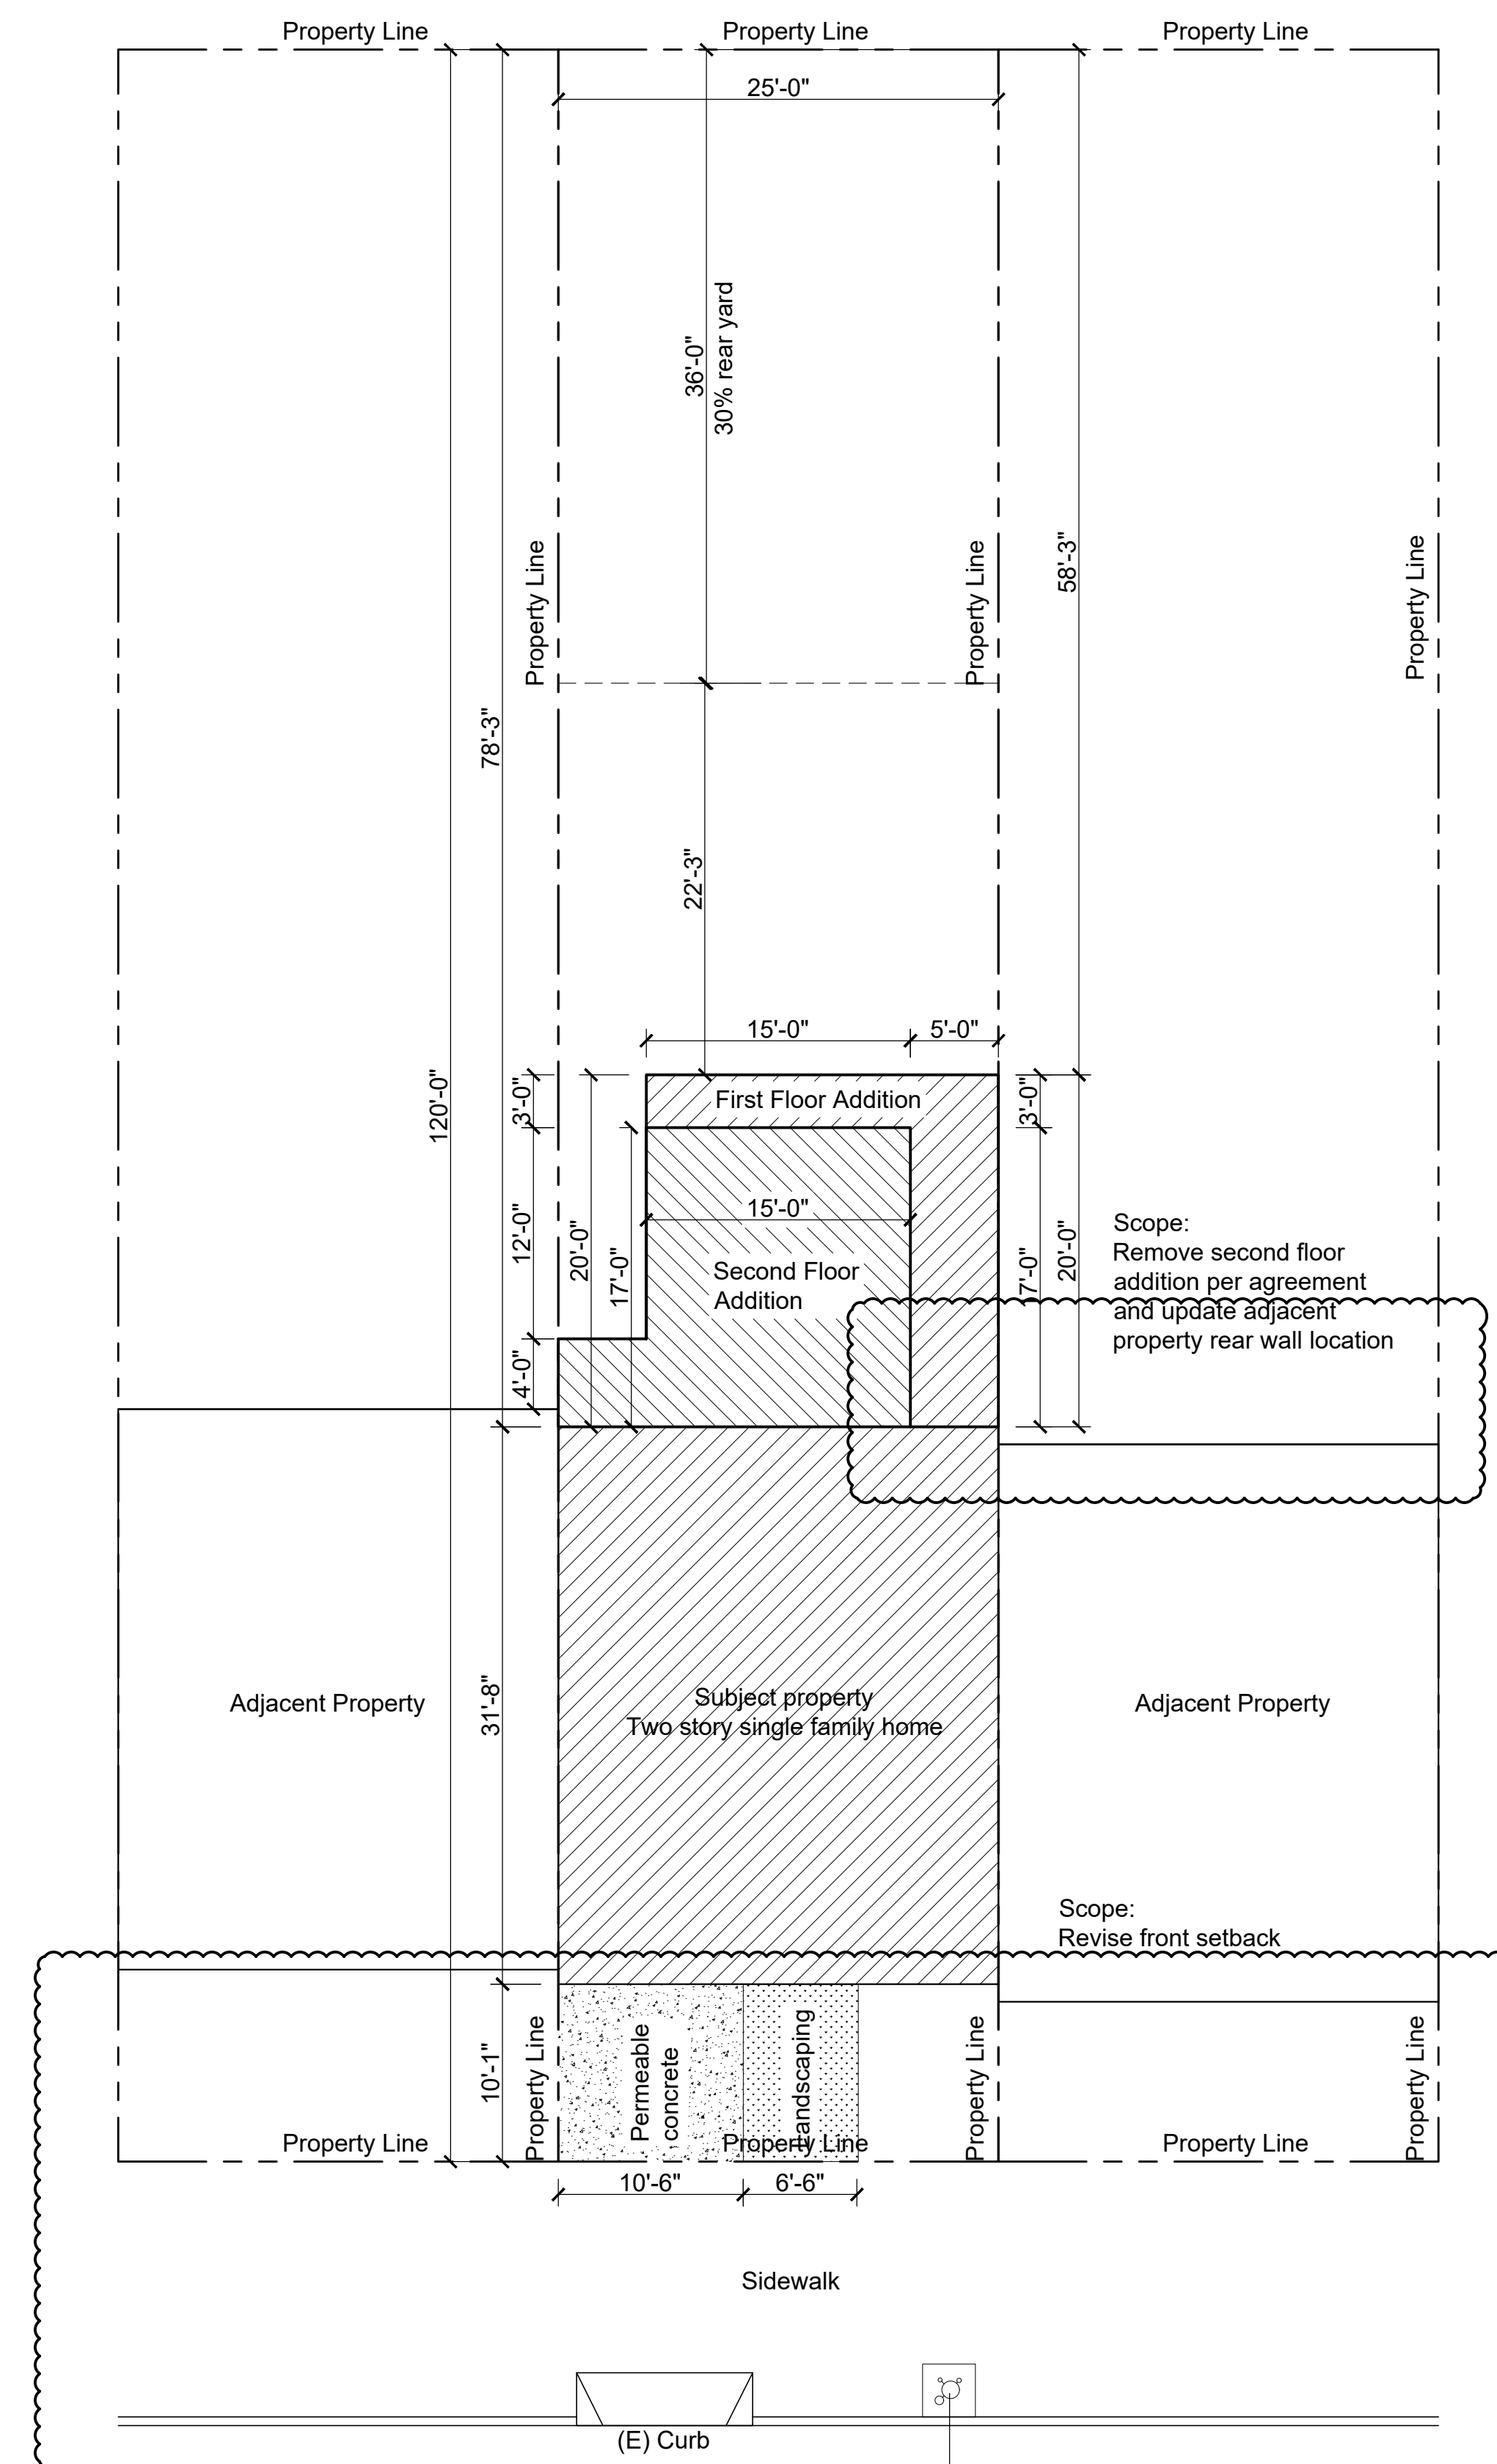 Property Line
Property Line
Property Line
25'-0"
36'-0"
30% rear yard
Property Line
Property Line
Property Line
58'-3"
78'-3"
22'-3"
15'-0"
5'-0"
120'-0"
3'-0"
First Floor Addition
3'-0"
12'-0"
20'-0"
17'-0"
15'-0"
Second Floor
Addition
17'-0"
20'-0"
Scope:
Remove second floor
addition per agreement
and update adjacent
property rear wall location
4'-0"
31'-8"
Adjacent Property
Subject property
Two story single family home
Adjacent Property
Scope:
Revise front setback
10'-1"
Property Line
Permeable
concrete
Landscaping
Property Line
Property Line
Property Line
Property Line
Property Line
10'-6"
6'-6"
Sidewalk
(E) Curb